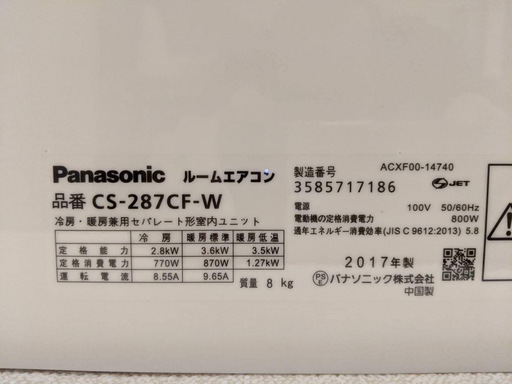 Panasonic ルームエアコン
品番 CS-287CF-W
冷房・暖房兼用セパレート形室内ユニット
冷房 暖房標準 暖房低温
定格能力 2.8kW 3.6kW 3.5kW
定格消費電力 770W 870W 1.27kW
運転電流 8.55A 9.65A
質量 8 kg
ACXF00-14740
製造番号
3585717186
JET
電源 100V 50/60Hz
電動機の定格消費電力 800W
通年エネルギー消費効率(JIS C 9612:2013) 5.8
2017年製
PSE パナソニック株式会社
中国製